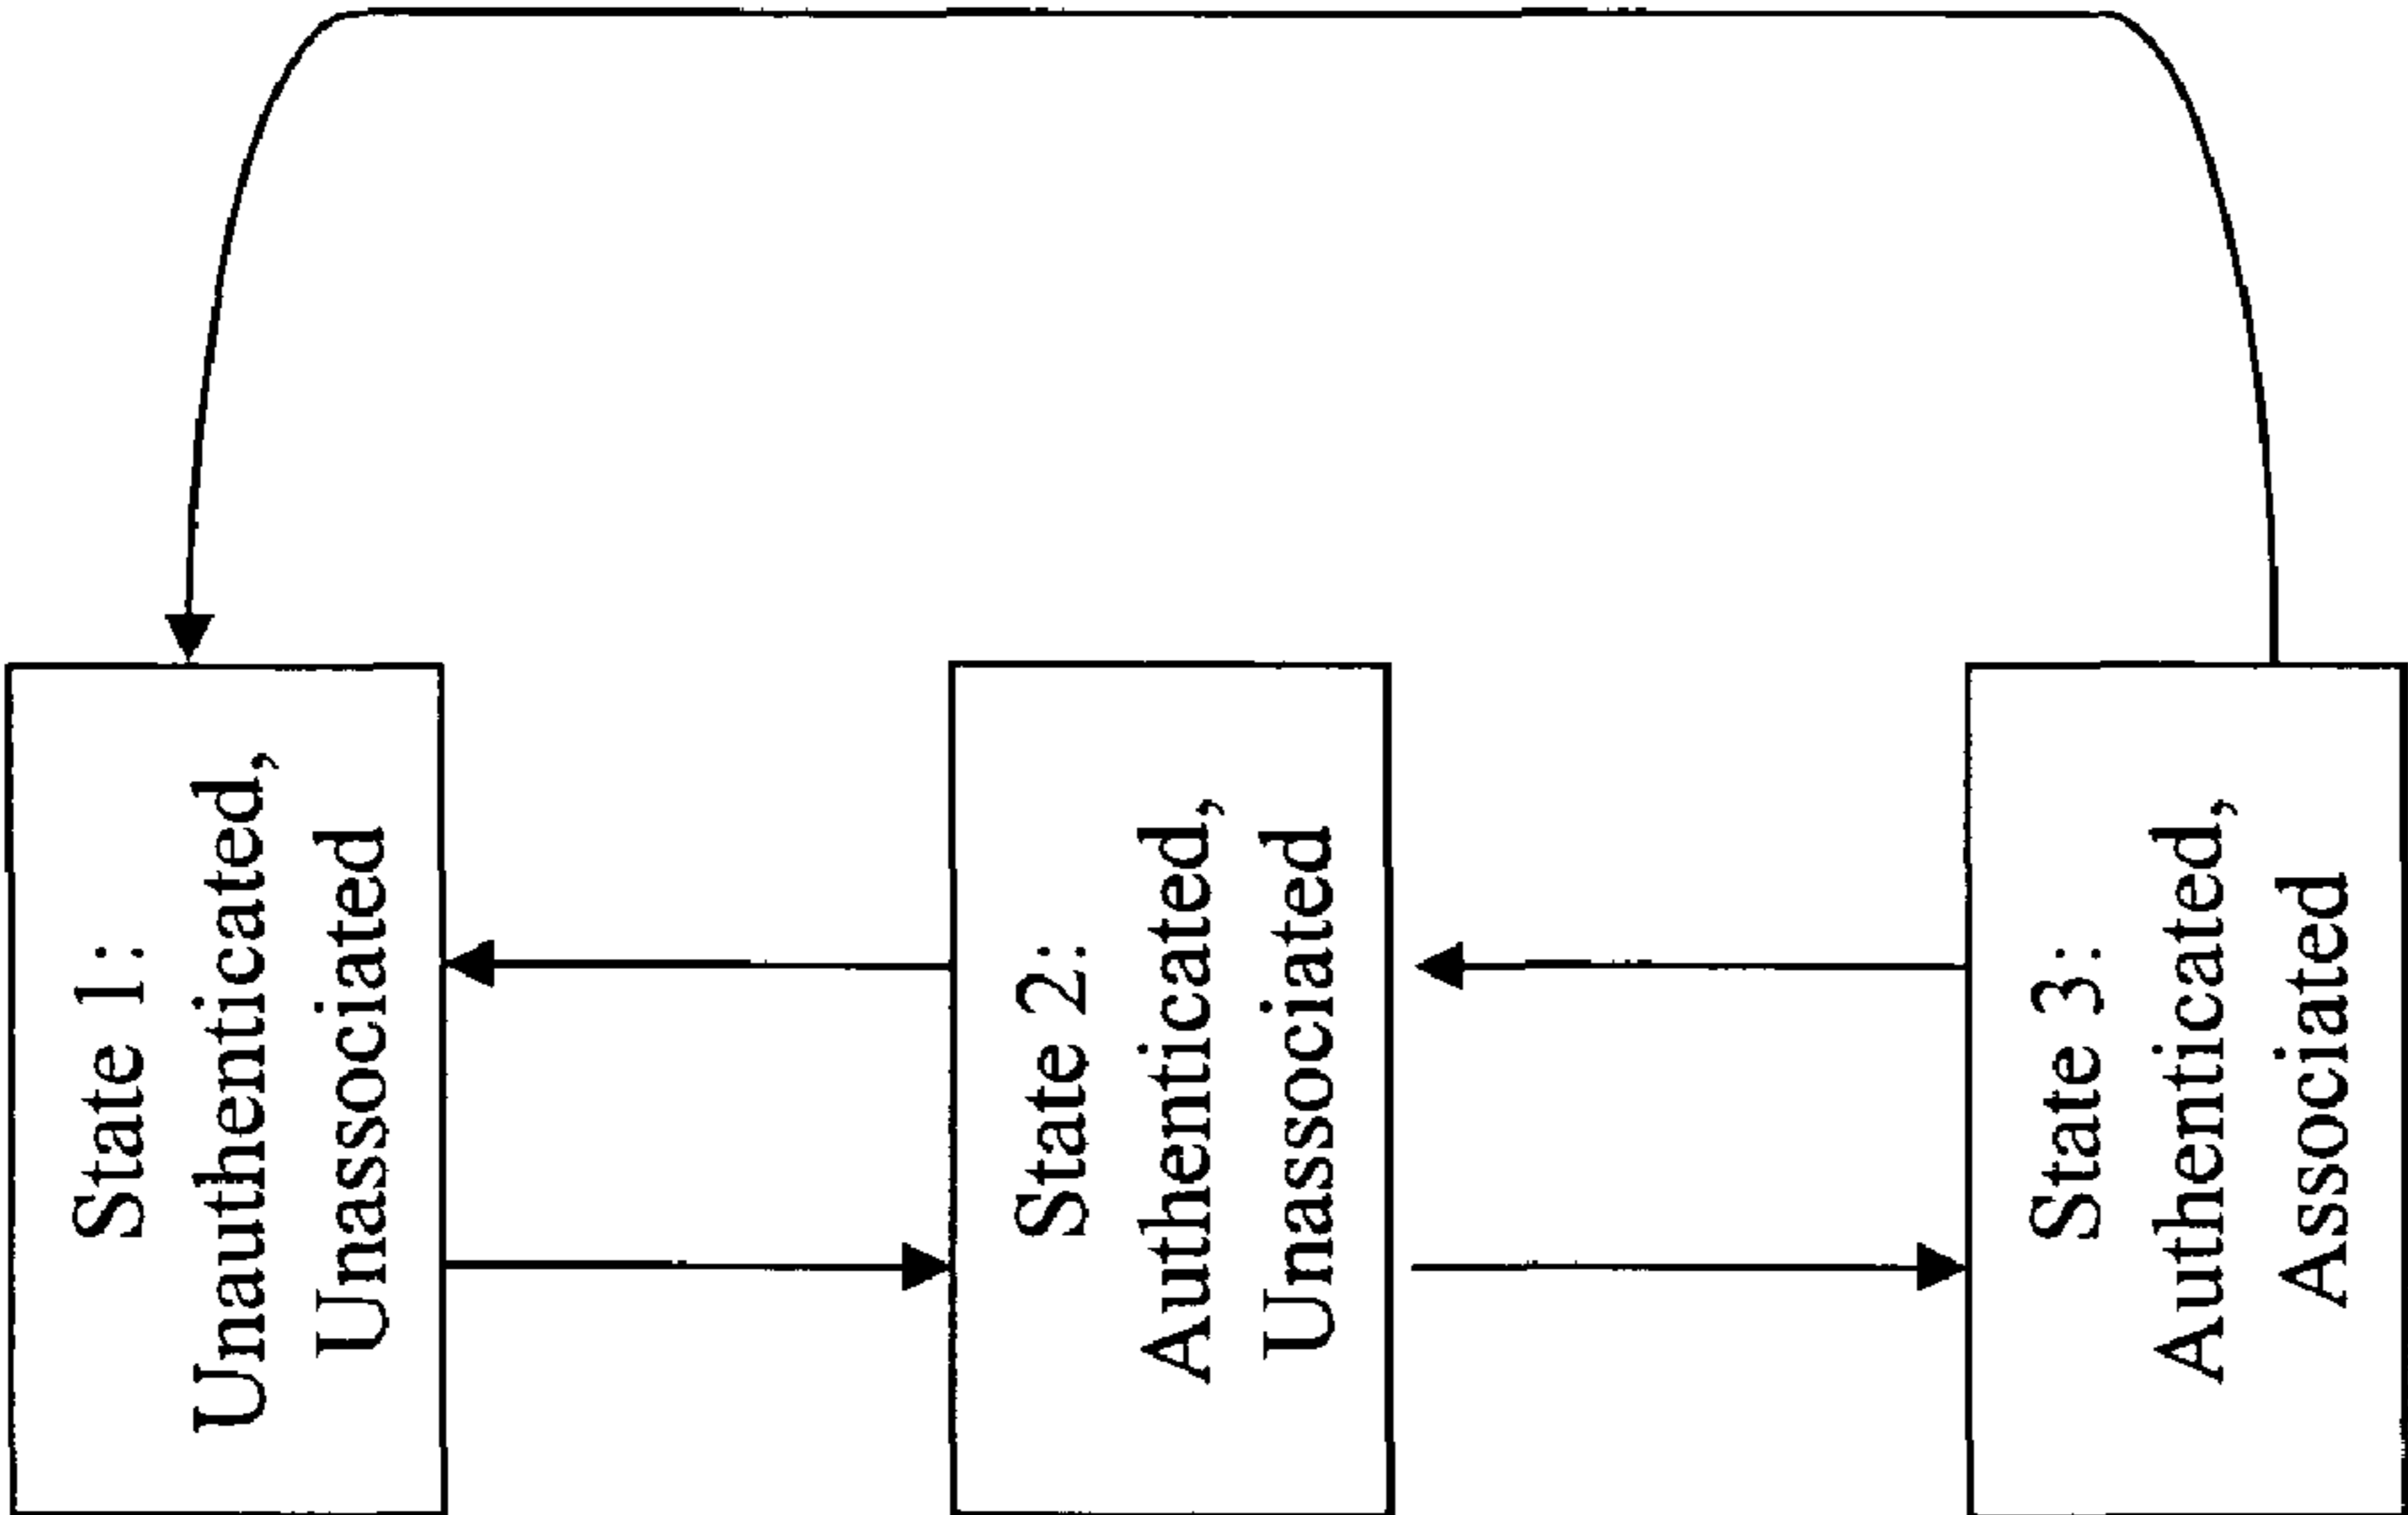 State 1:
Unauthenticated,
Unassociated
State 2:
Authenticated,
Unassociated
State 3:
Authenticated,
Associated